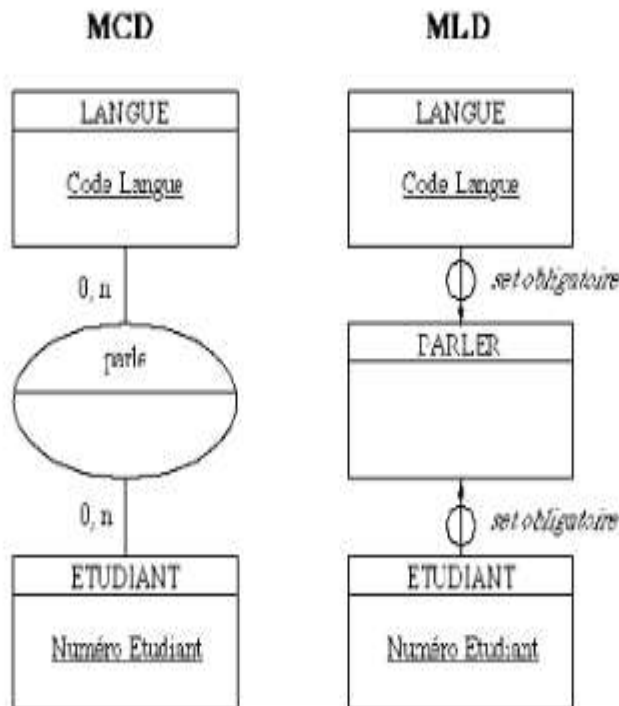 MCD
LANGUE
Code Langue
0, n
parle
0, n
ETUDIANT
Numéro Etudiant
MLD
LANGUE
Code Langue
set obligatoire
PARLER
set obligatoire
ETUDIANT
Numéro Etudiant